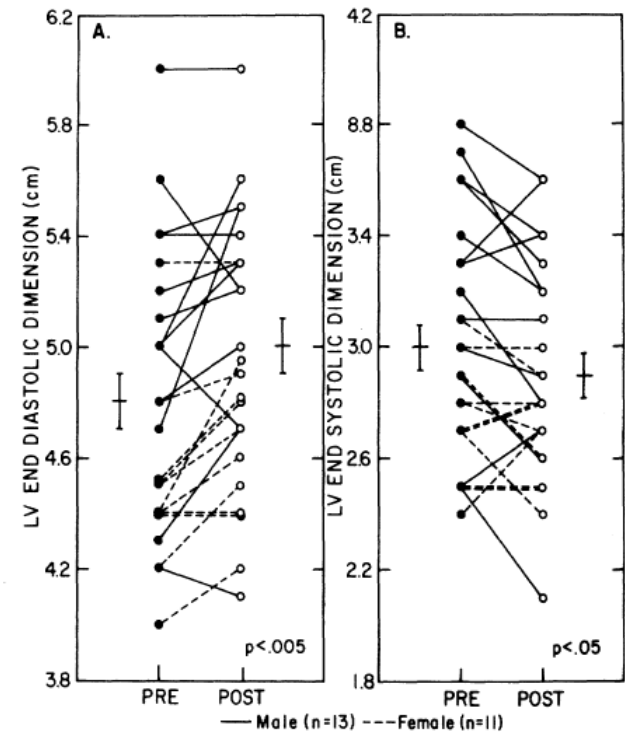 A.
LV END DIASTOLIC DIMENSION (cm)
6.2
5.8
5.4
5.0
4.6
4.2
3.8
p<.005
PRE POST
B.
LV END SYSTOLIC DIMENSION (cm)
4.2
8.8
3.4
3.0
2.6
2.2
1.8
p<.05
PRE POST
— Male (n=13) ---Female (n=11)